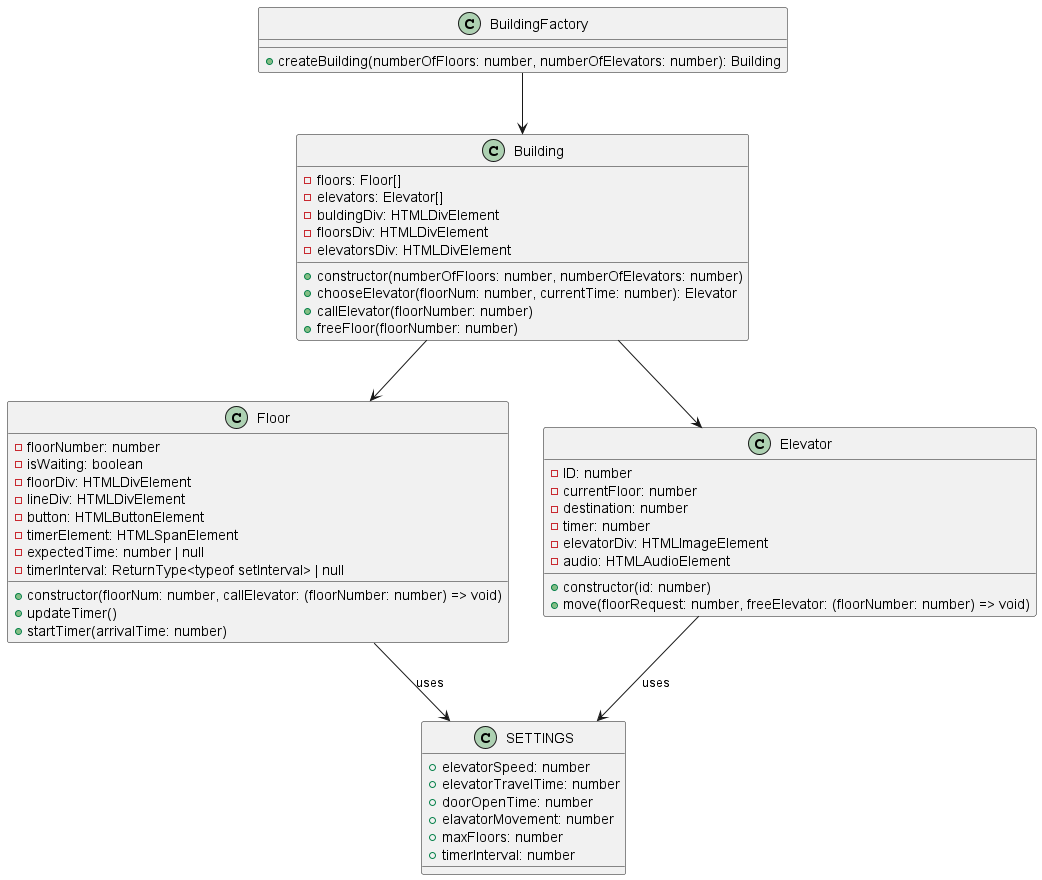 C BuildingFactory
createBuilding(numberOfFloors: number, numberOfElevators: number): Building
C Building
floors: Floor[]
elevators: Elevator[]
buldingDiv: HTMLDivElement
floorsDiv: HTMLDivElement
elevatorsDiv: HTMLDivElement
constructor(numberOfFloors: number, numberOfElevators: number)
chooseElevator(floorNum: number, currentTime: number): Elevator
callElevator(floorNumber: number)
freeFloor(floorNumber: number)
C Floor
floorNumber: number
isWaiting: boolean
floorDiv: HTMLDivElement
lineDiv: HTMLDivElement
button: HTMLButtonElement
timerElement: HTMLSpanElement
expectedTime: number | null
timerInterval: ReturnType<typeof setInterval> | null
constructor(floorNum: number, callElevator: (floorNumber: number) => void)
updateTimer()
startTimer(arrivalTime: number)
C Elevator
ID: number
currentFloor: number
destination: number
timer: number
elevatorDiv: HTMLImageElement
audio: HTMLAudioElement
constructor(id: number)
move(floorRequest: number, freeElevator: (floorNumber: number) => void)
uses
uses
C SETTINGS
elevatorSpeed: number
elevatorTravelTime: number
doorOpenTime: number
elavatorMovement: number
maxFloors: number
timerInterval: number